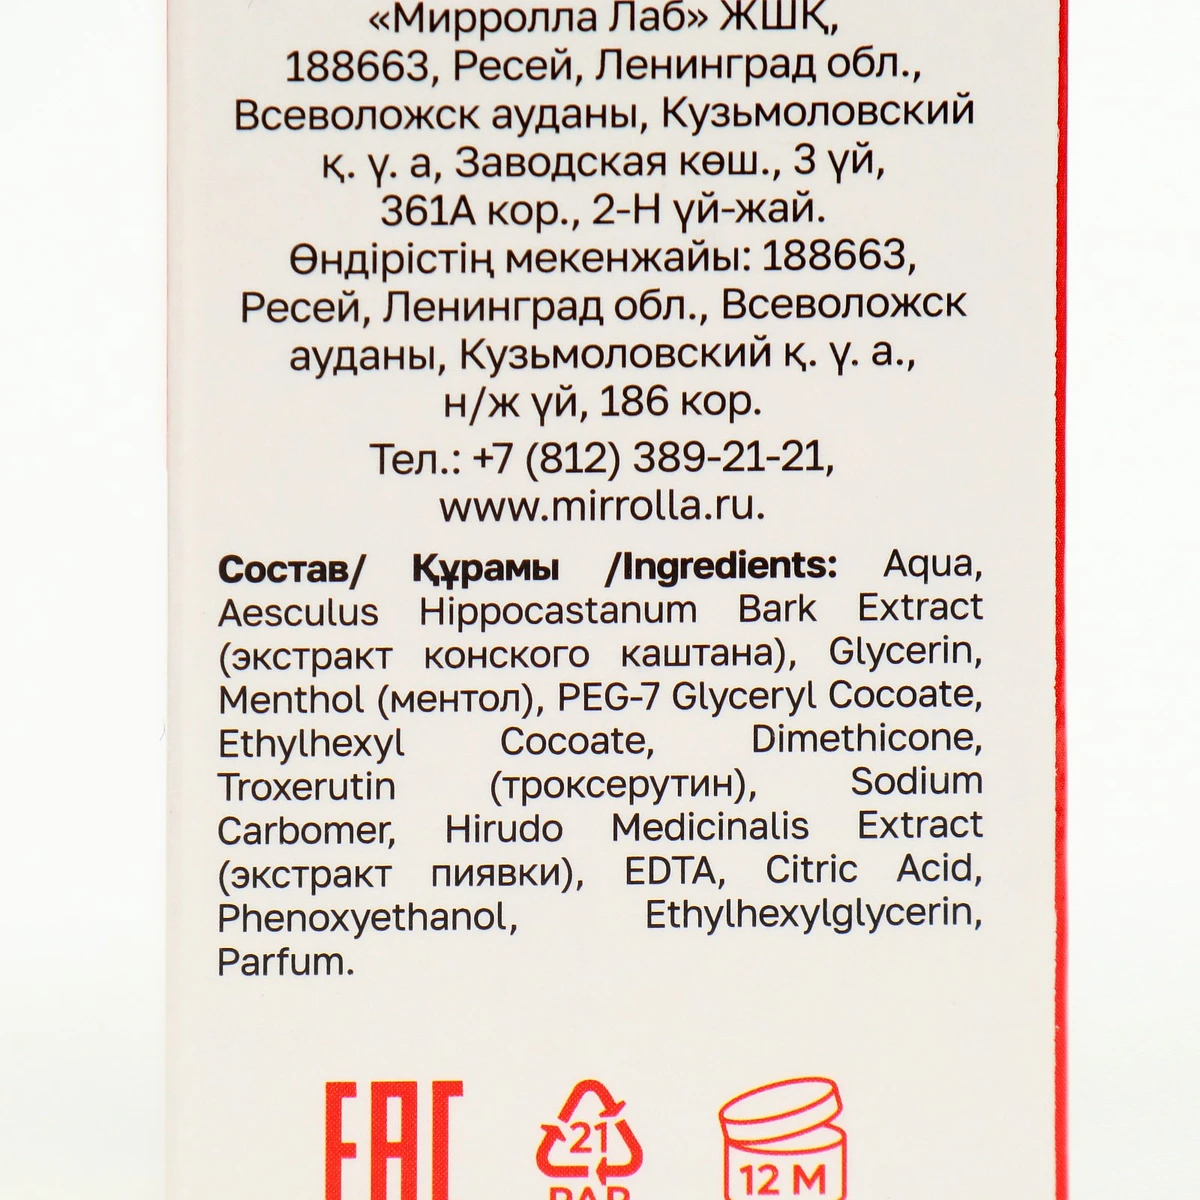 «Мирролла Лаб» ЖШҚ,
188663, Ресей, Ленинград обл.,
Всеволожск ауданы, Кузьмоловский
қ. ү. а, Заводская көш., 3 үй,
361А кор., 2-Н үй-жай.
Өндірістің мекенжайы: 188663,
Ресей, Ленинград обл., Всеволожск
ауданы, Кузьмоловский қ. ү. а.,
н/ж үй, 186 кор.
Тел.: +7 (812) 389-21-21,
www.mirrolla.ru.
Состав/ Құрамы /Ingredients: Aqua,
Aesculus Hippocastanum Bark Extract
(экстракт конского каштана), Glycerin,
Menthol (ментол), PEG-7 Glyceryl Cocoate,
Ethylhexyl Cocoate, Dimethicone,
Troxerutin (троксерутин), Sodium
Carbomer, Hirudo Medicinalis Extract
(экстракт пиявки), EDTA, Citric Acid,
Phenoxyethanol, Ethylhexylglycerin,
Parfum.
EAC
21
PAP
12 M